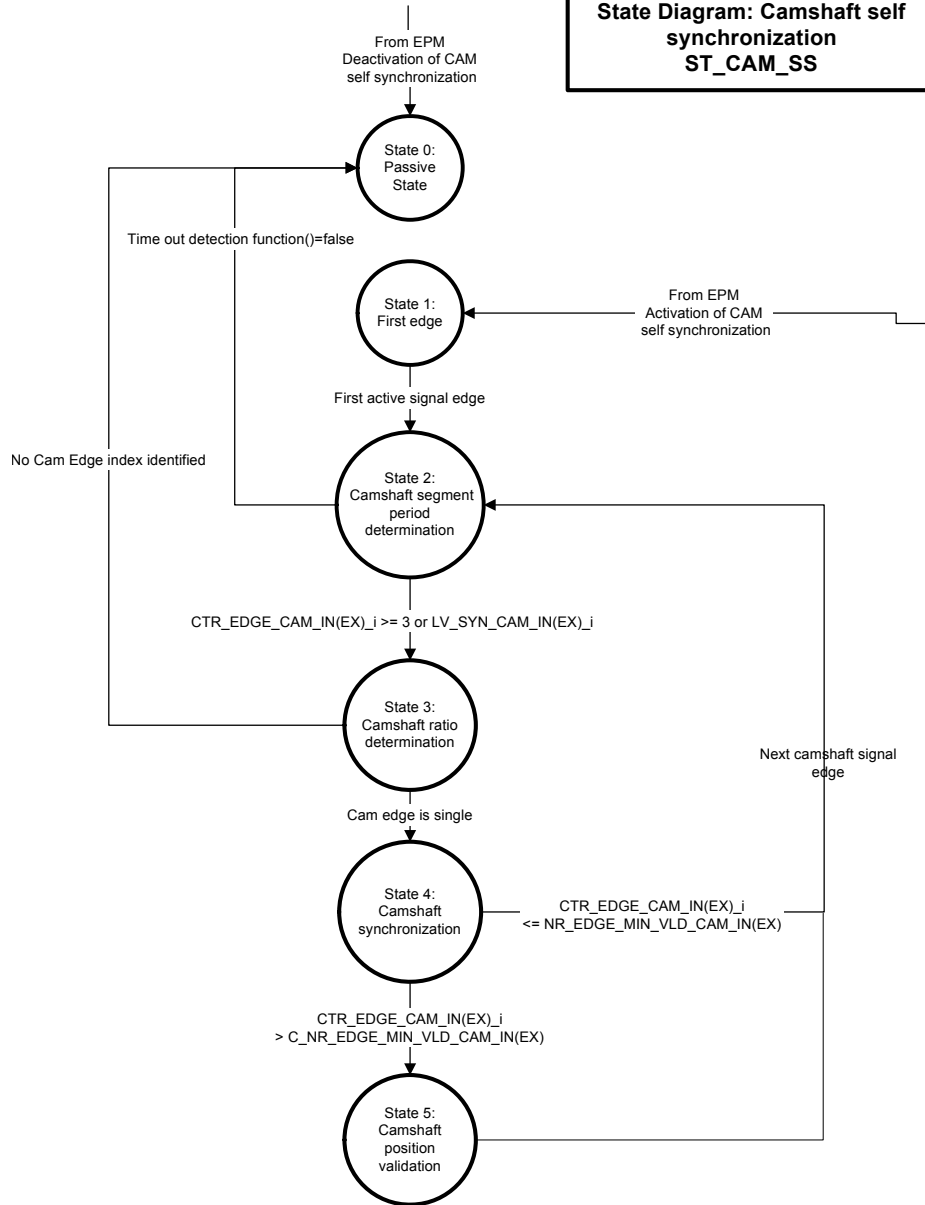 State Diagram: Camshaft self
synchronization
ST_CAM_SS
From EPM
Deactivation of CAM
self synchronization
State 0:
Passive
State
Time out detection function()=false
State 1:
First edge
From EPM
Activation of CAM
self synchronization
First active signal edge
No Cam Edge index identified
State 2:
Camshaft segment
period
determination
CTR_EDGE_CAM_IN(EX)_i >= 3 or LV_SYN_CAM_IN(EX)_i
State 3:
Camshaft ratio
determination
Next camshaft signal
edge
Cam edge is single
State 4:
Camshaft
synchronization
CTR_EDGE_CAM_IN(EX)_i
<= NR_EDGE_MIN_VLD_CAM_IN(EX)
CTR_EDGE_CAM_IN(EX)_i
> C_NR_EDGE_MIN_VLD_CAM_IN(EX)
State 5:
Camshaft
position
validation